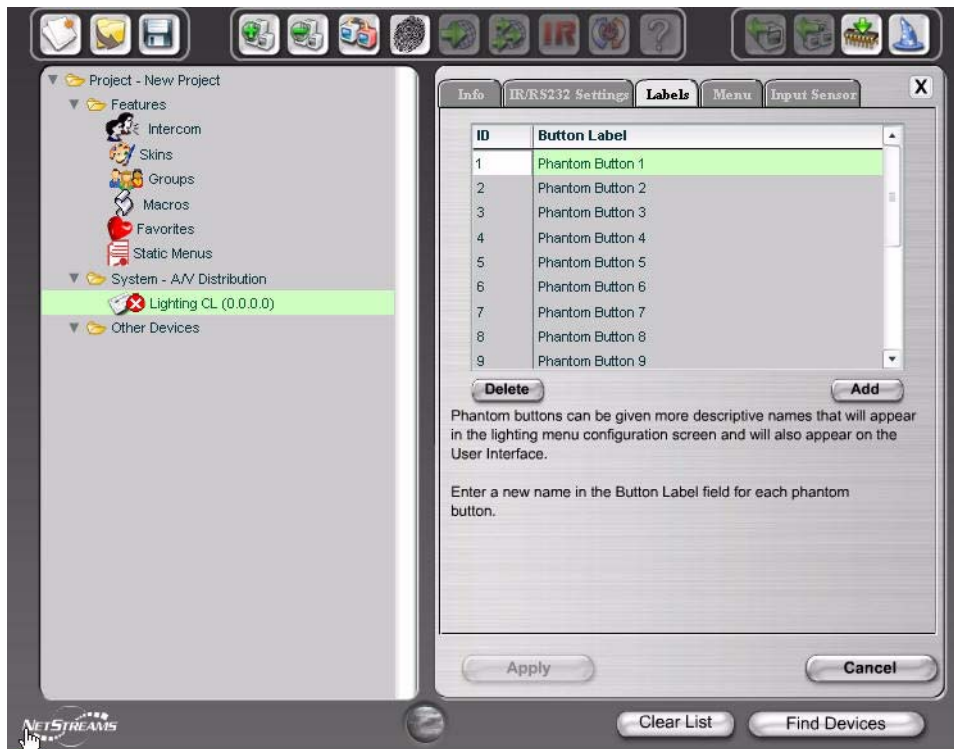 IR
?
Project - New Project
Features
Intercom
Skins
Groups
Macros
Favorites
Static Menus
System - A/V Distribution
Lighting CL (0.0.0.0)
Other Devices
Info IR/RS232 Settings Labels Menu Input Sensor X
ID Button Label
1 Phantom Button 1
2 Phantom Button 2
3 Phantom Button 3
4 Phantom Button 4
5 Phantom Button 5
6 Phantom Button 6
7 Phantom Button 7
8 Phantom Button 8
9 Phantom Button 9
Delete Add
Phantom buttons can be given more descriptive names that will appear
in the lighting menu configuration screen and will also appear on the
User Interface.
Enter a new name in the Button Label field for each phantom
button.
Apply Cancel
NETSTREAMS
Clear List Find Devices